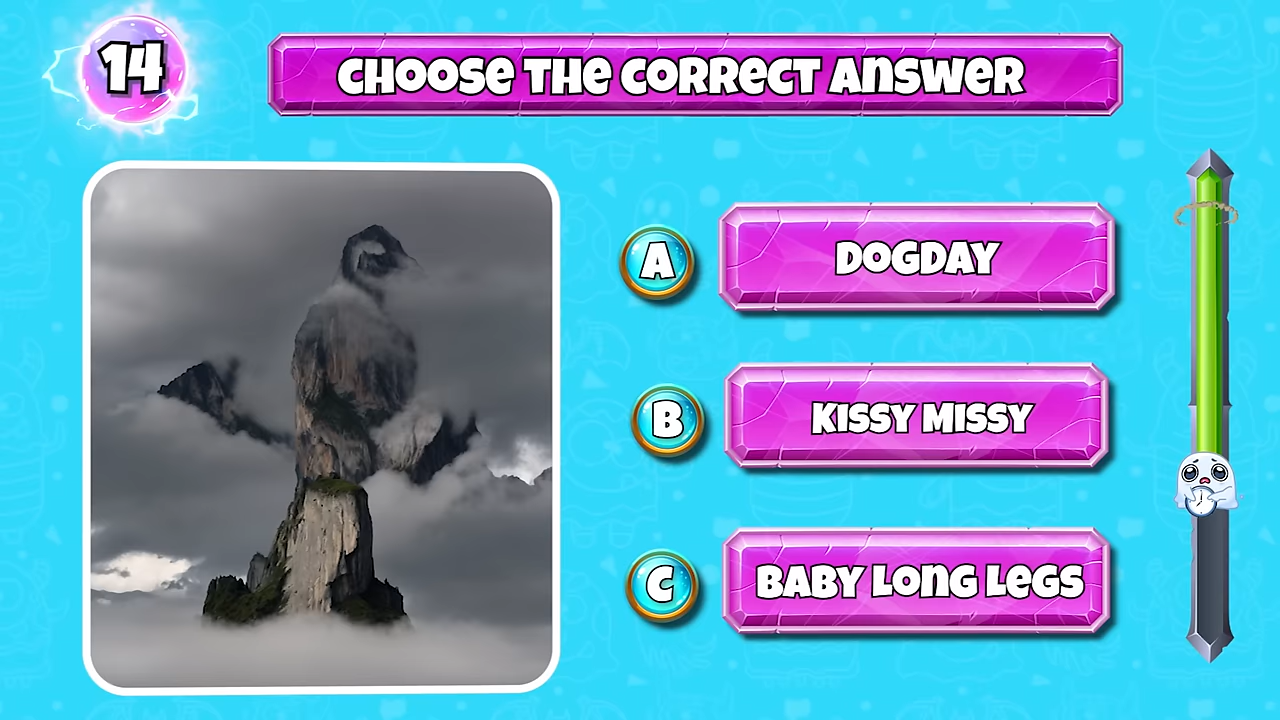 14
CHOOSE THE CORRECT ANSWER
A
DOGDAY
B
KISSY MISSY
C
BABY LONG LEGS